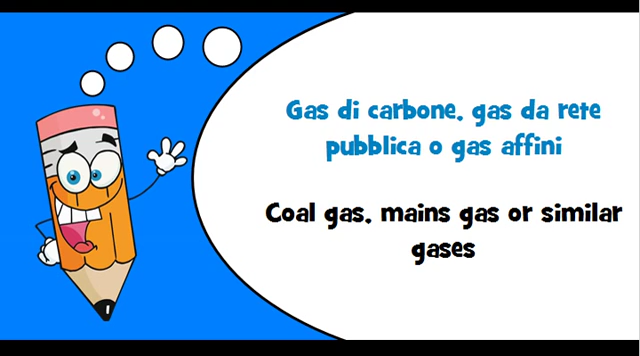 Gas di carbone, gas da rete
pubblica o gas affini
Coal gas, mains gas or similar
gases